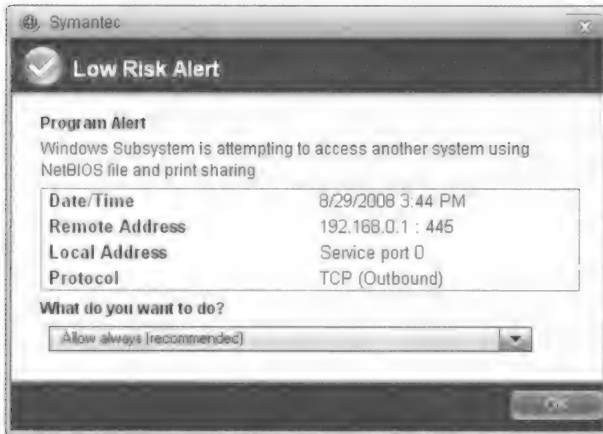 Symantec
Low Risk Alert
Program Alert
Windows Subsystem is attempting to access another system using
NetBIOS file and print sharing
Date/Time 8/29/2008 3:44 PM
Remote Address 192.168.0.1 : 445
Local Address Service port 0
Protocol TCP (Outbound)
What do you want to do?
Allow always (recommended)
OK